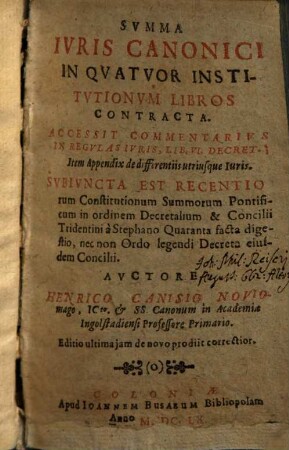 SVMMA
IVRIS CANONICI
IN QVATVOR INSTI-
TVTIONVM LIBROS
CONTRACTA.
ACCESSIT COMMENTARIVS
IN REGVLAS IVRIS, LIB. VI. DECRET.
Item Appendix de differentiis utriusque Iuris.
SVBIVNCTA EST RECENTIO
rum Constitutionum Summorum Pontifi-
cum in ordinem Decretalium & Concilii
Tridentini à Stephano Quaranta facta dige-
stio, nec non Ordo legendi Decreta eius-
dem Concilii.
AVCTORE
HENRICO CANISIO NOVIO-
mago, ICto, & SS Canonum in Academia
Ingolstadiensi Professore Primario.
Editio ultima jam de novo prodiit correctior.
COLONIÆ
Apud IOANNEM BUSAEUM Bibliopolam
Anno M. DC. LX.